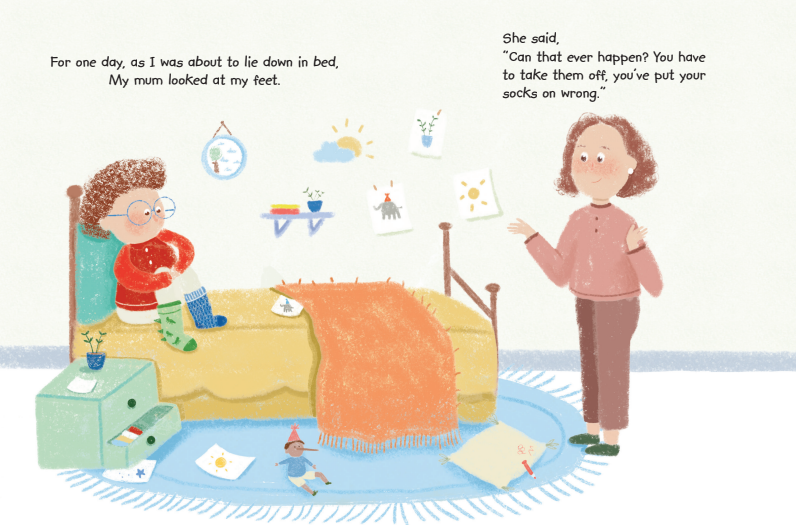 For one day, as I was about to lie down in bed,
My mum looked at my feet.
She said,
"Can that ever happen? You have
to take them off, you've put your
socks on wrong."